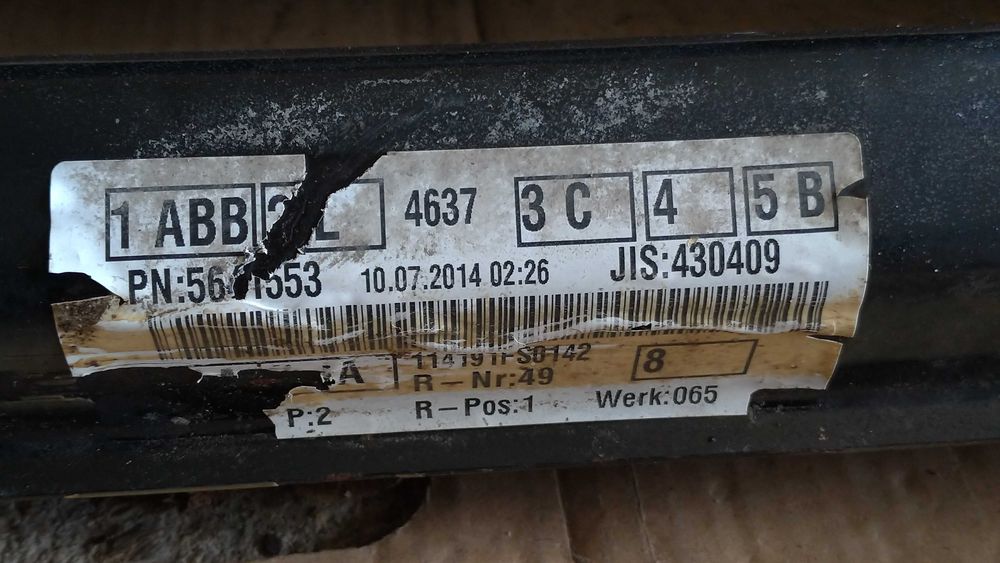 1 ABB 4637 3 C 4 5 B
10.07.2014 02:26 JIS:430409
8
R-Nr:49
P:2 R-Pos:1 Werk:065